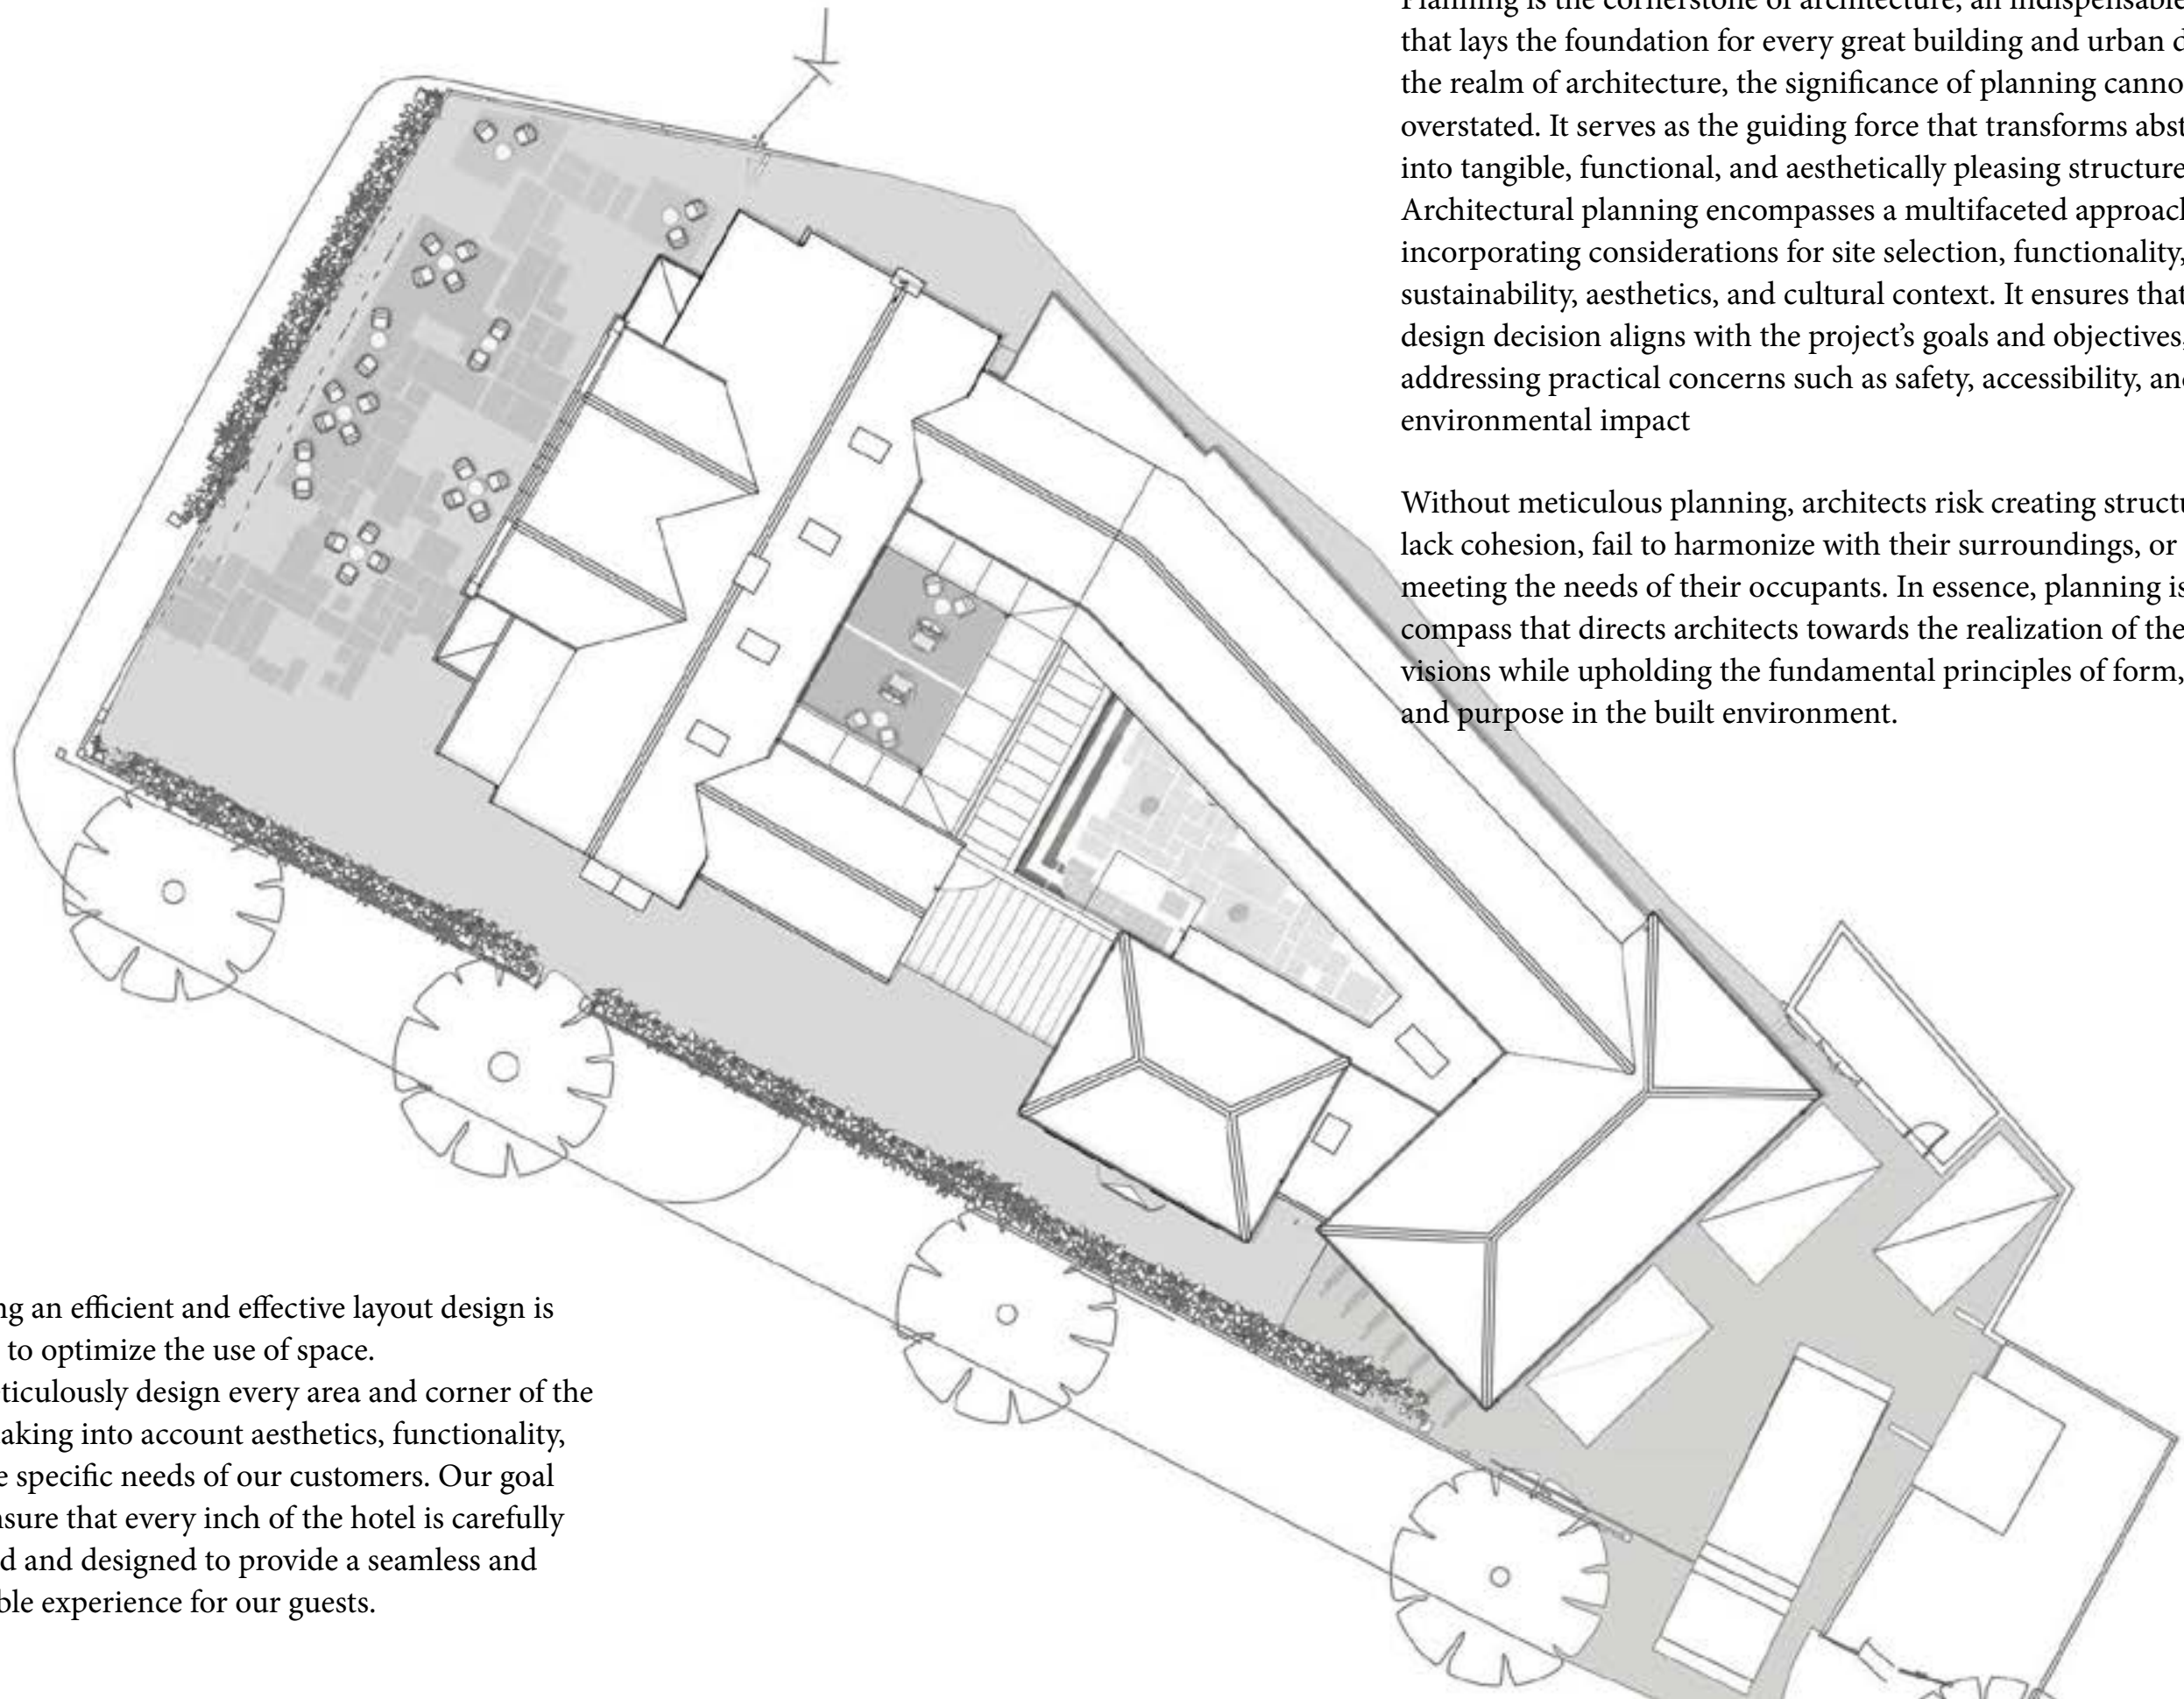 Planning is the cornerstone of architecture, an indispensable
that lays the foundation for every great building and urban d
the realm of architecture, the significance of planning canno
overstated. It serves as the guiding force that transforms abst
into tangible, functional, and aesthetically pleasing structure
Architectural planning encompasses a multifaceted approach
incorporating considerations for site selection, functionality,
sustainability, aesthetics, and cultural context. It ensures that
design decision aligns with the project's goals and objectives,
addressing practical concerns such as safety, accessibility, and
environmental impact
Without meticulous planning, architects risk creating structu
lack cohesion, fail to harmonize with their surroundings, or
meeting the needs of their occupants. In essence, planning is
compass that directs architects towards the realization of the
visions while upholding the fundamental principles of form,
and purpose in the built environment.
ng an efficient and effective layout design is
to optimize the use of space.
eticulously design every area and corner of the
aking into account aesthetics, functionality,
e specific needs of our customers. Our goal
nsure that every inch of the hotel is carefully
d and designed to provide a seamless and
ble experience for our guests.